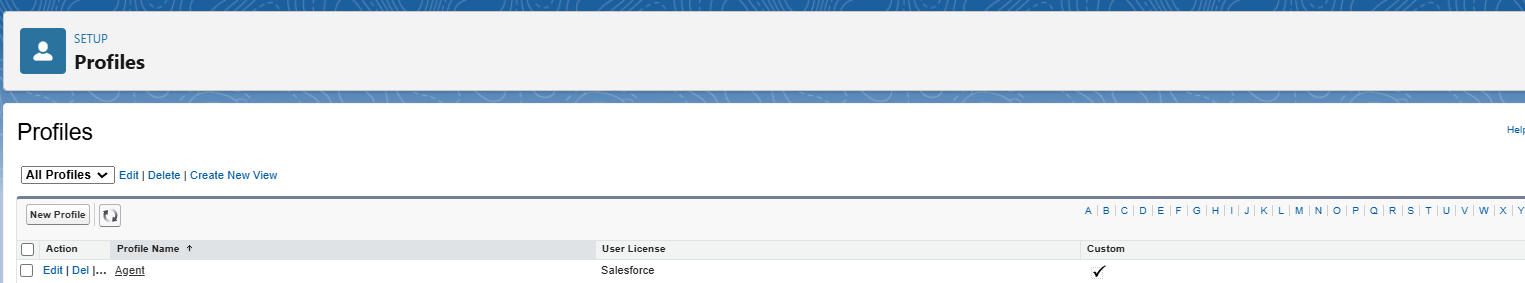 SETUP
Profiles
Profiles
Help
All Profiles Edit | Delete | Create New View
New Profile A | B | C | D | E | F | G | H | I | J | K | L | M | N | O | P | Q | R | S | T | U | V | W | X | Y
Action Profile Name ↑ User License Custom
Edit | Del |... Agent Salesforce ✓